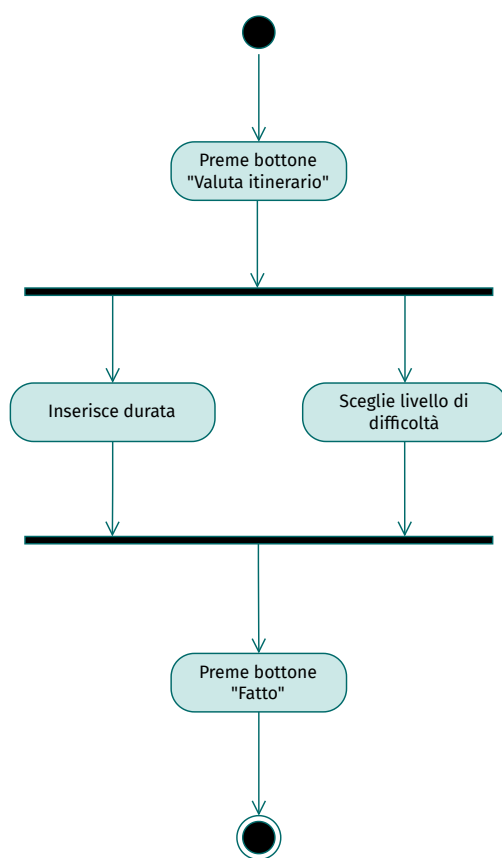 Preme bottone
"Valuta itinerario"
Inserisce durata
Sceglie livello di
difficoltà
Preme bottone
"Fatto"